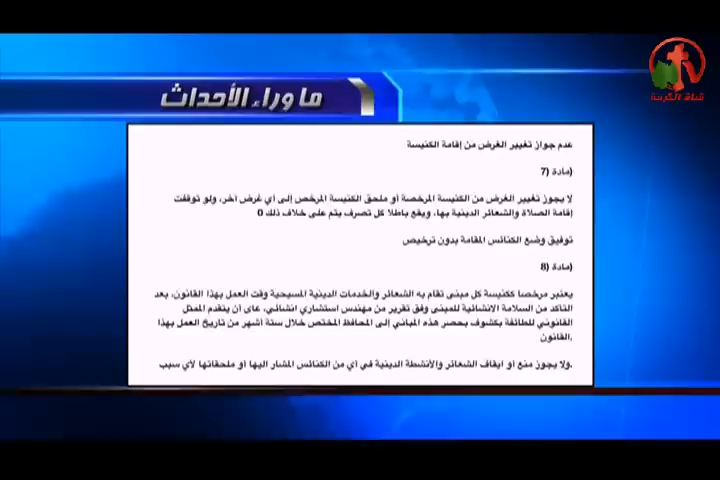 شبكة الكرمة
ما وراء الأحداث
عدم جواز تغيير الغرض من إقامة الكنيسة
(مادة (7
لا يجوز تغيير الغرض من الكنيسة المرخصة أو ملحق الكنيسة المرخص إلى أي غرض آخر، ولو توقفت
إقامة الصلاة والشعائر الدينية بها، ويقع باطلا كل تصرف يتم على خلاف ذلك 0
توفيق وضع الكنائس المقامة بدون ترخيص
(مادة (8
يعتبر مرخصا ككنيسة كل مبنى تقام به الشعائر والخدمات الدينية المسيحية وقت العمل بهذا القانون، بعد
التأكد من السلامة الانشائية للمبنى وفق تقرير من مهندس استشاري انشائي، على أن يتقدم الممثل
القانوني للطائفة بكشوف بحصر هذه المباني إلى المحافظ المختص خلال ستة أشهر من تاريخ العمل بهذا
.القانون
.ولا يجوز منع أو ايقاف الشعائر والأنشطة الدينية في أي من الكنائس المشار اليها أو ملحقاتها لأي سبب